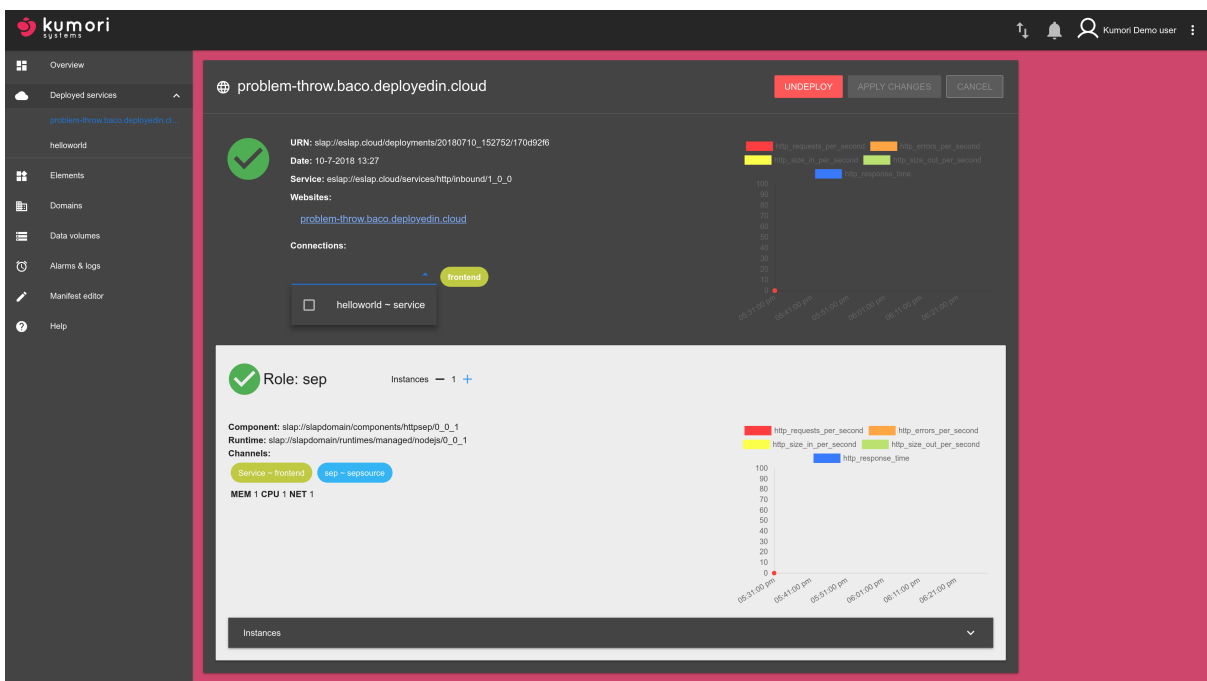 kumori
systems
Kumori Demo user
Overview
Deployed services
problem-throw.baco.deployedin.cl...
helloworld
Elements
Domains
Data volumes
Alarms & logs
Manifest editor
Help
problem-throw.baco.deployedin.cloud
UNDEPLOY
APPLY CHANGES
CANCEL
URN: slap://eslap.cloud/deployments/20180710_152752/170d92f6
Date: 10-7-2018 13:27
Service: eslap://eslap.cloud/services/http/inbound/1_0_0
Websites:
problem-throw.baco.deployedin.cloud
Connections:
frontend
helloworld ~ service
http_requests_per_second
http_errors_per_second
http_size_in_per_second
http_size_out_per_second
http_response_time
100
90
80
70
60
50
40
30
20
10
0
05:31:00 pm
05:41:00 pm
05:51:00 pm
06:01:00 pm
06:11:00 pm
06:21:00 pm
Role: sep
Instances
1
Component: slap://slapdomain/components/httpsep/0_0_1
Runtime: slap://slapdomain/runtimes/managed/nodejs/0_0_1
Channels:
Service ~ frontend
sep ~ sepsource
MEM 1 CPU 1 NET 1
http_requests_per_second
http_errors_per_second
http_size_in_per_second
http_size_out_per_second
http_response_time
100
90
80
70
60
50
40
30
20
10
0
05:31:00 pm
05:41:00 pm
05:51:00 pm
06:01:00 pm
06:11:00 pm
06:21:00 pm
Instances